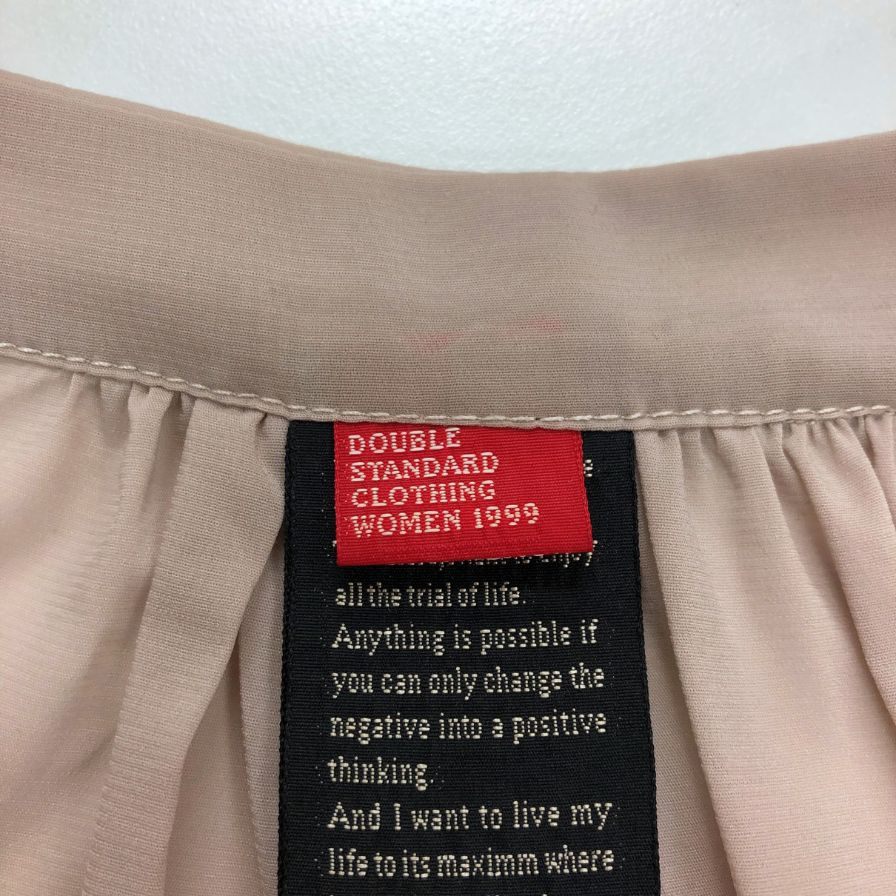 DOUBLE
STANDARD
CLOTHING
WOMEN 1999
all the trial of life.
Anything is possible if
you can only change the
negative into a positive
thinking.
And I want to live my
life to its maximm where